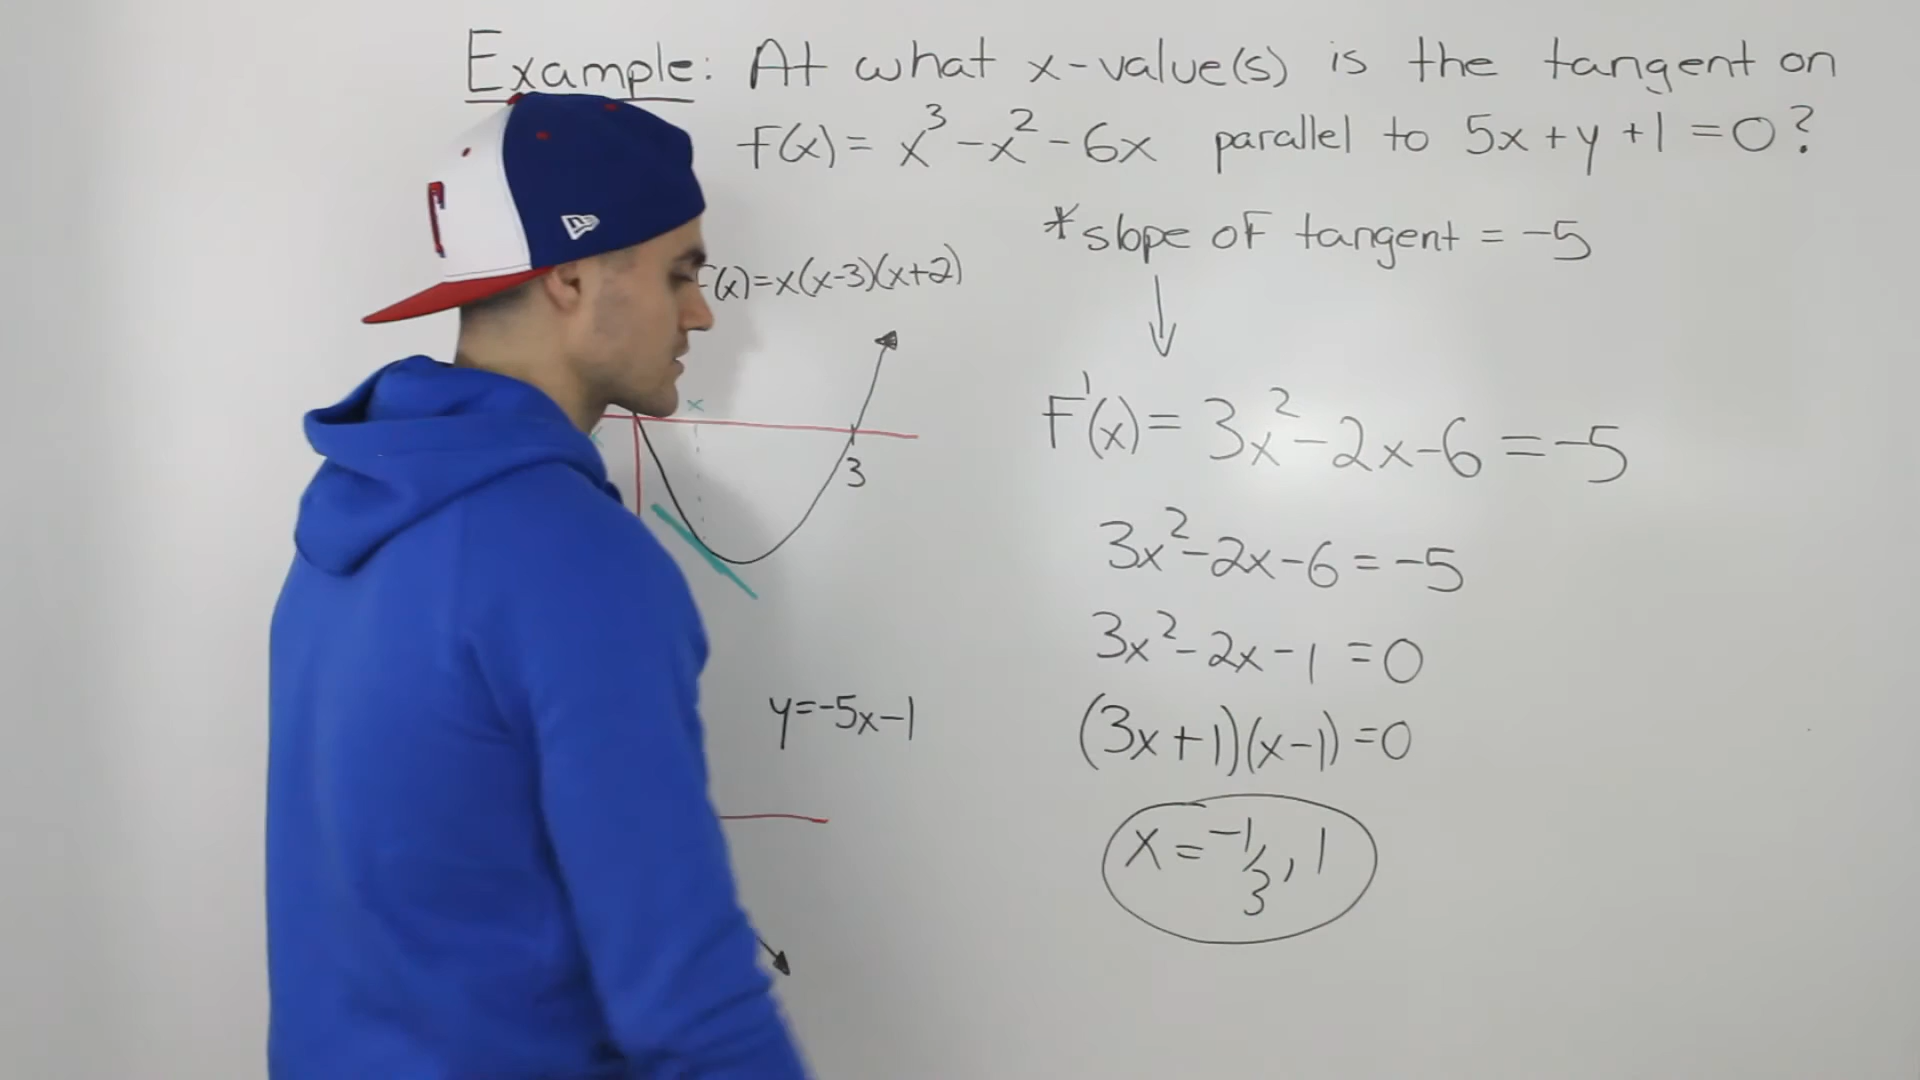 Example: At what x-value(s) is the tangent on
f(x) = x³ - x² - 6x parallel to 5x + y + 1 = 0?
*slope of tangent = -5
f(x)=x(x-3)(x+2)
x
3
f'(x) = 3x² - 2x - 6 = -5
3x² - 2x - 6 = -5
3x² - 2x - 1 = 0
y=-5x-1
(3x+1)(x-1)=0
x = -1/3, 1